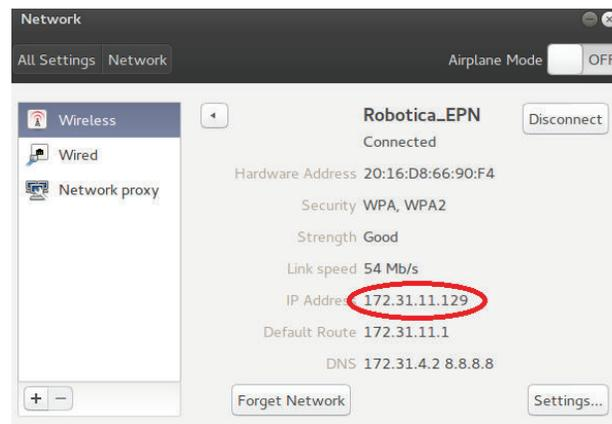 Network
All Settings Network Airplane Mode OFF
Wireless
Wired
Network proxy
Robotica_EPN Disconnect
Connected
Hardware Address 20:16:D8:66:90:F4
Security WPA, WPA2
Strength Good
Link speed 54 Mb/s
IP Address 172.31.11.129
Default Route 172.31.11.1
DNS 172.31.4.2 8.8.8.8
+ −
Forget Network Settings...